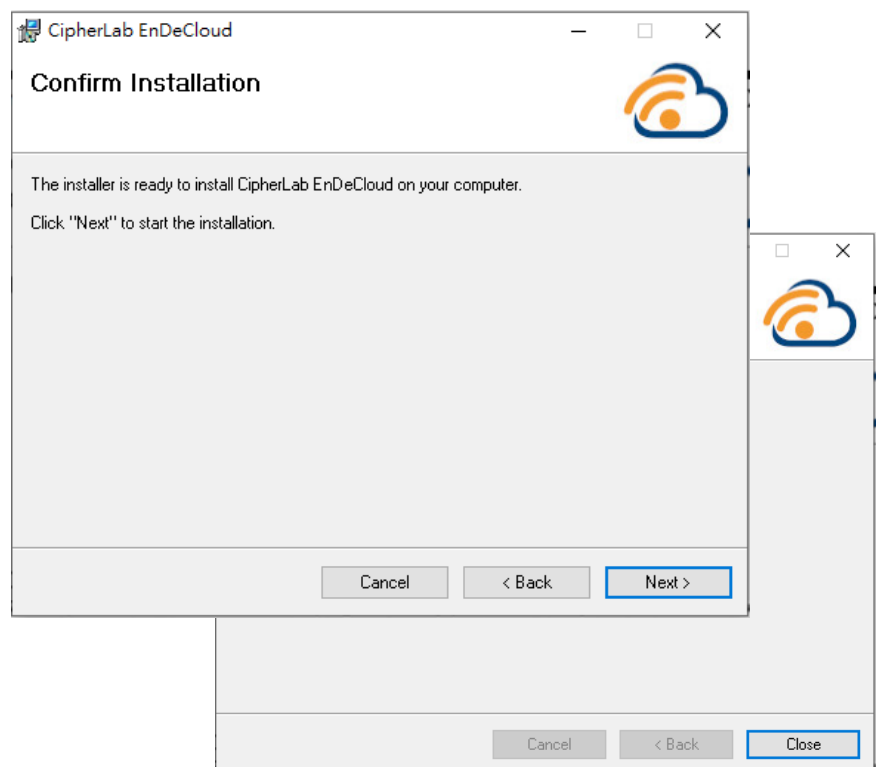 CipherLab EnDeCloud
Confirm Installation
The installer is ready to install CipherLab EnDeCloud on your computer.
Click "Next" to start the installation.
Cancel
< Back
Next >
Cancel
< Back
Close